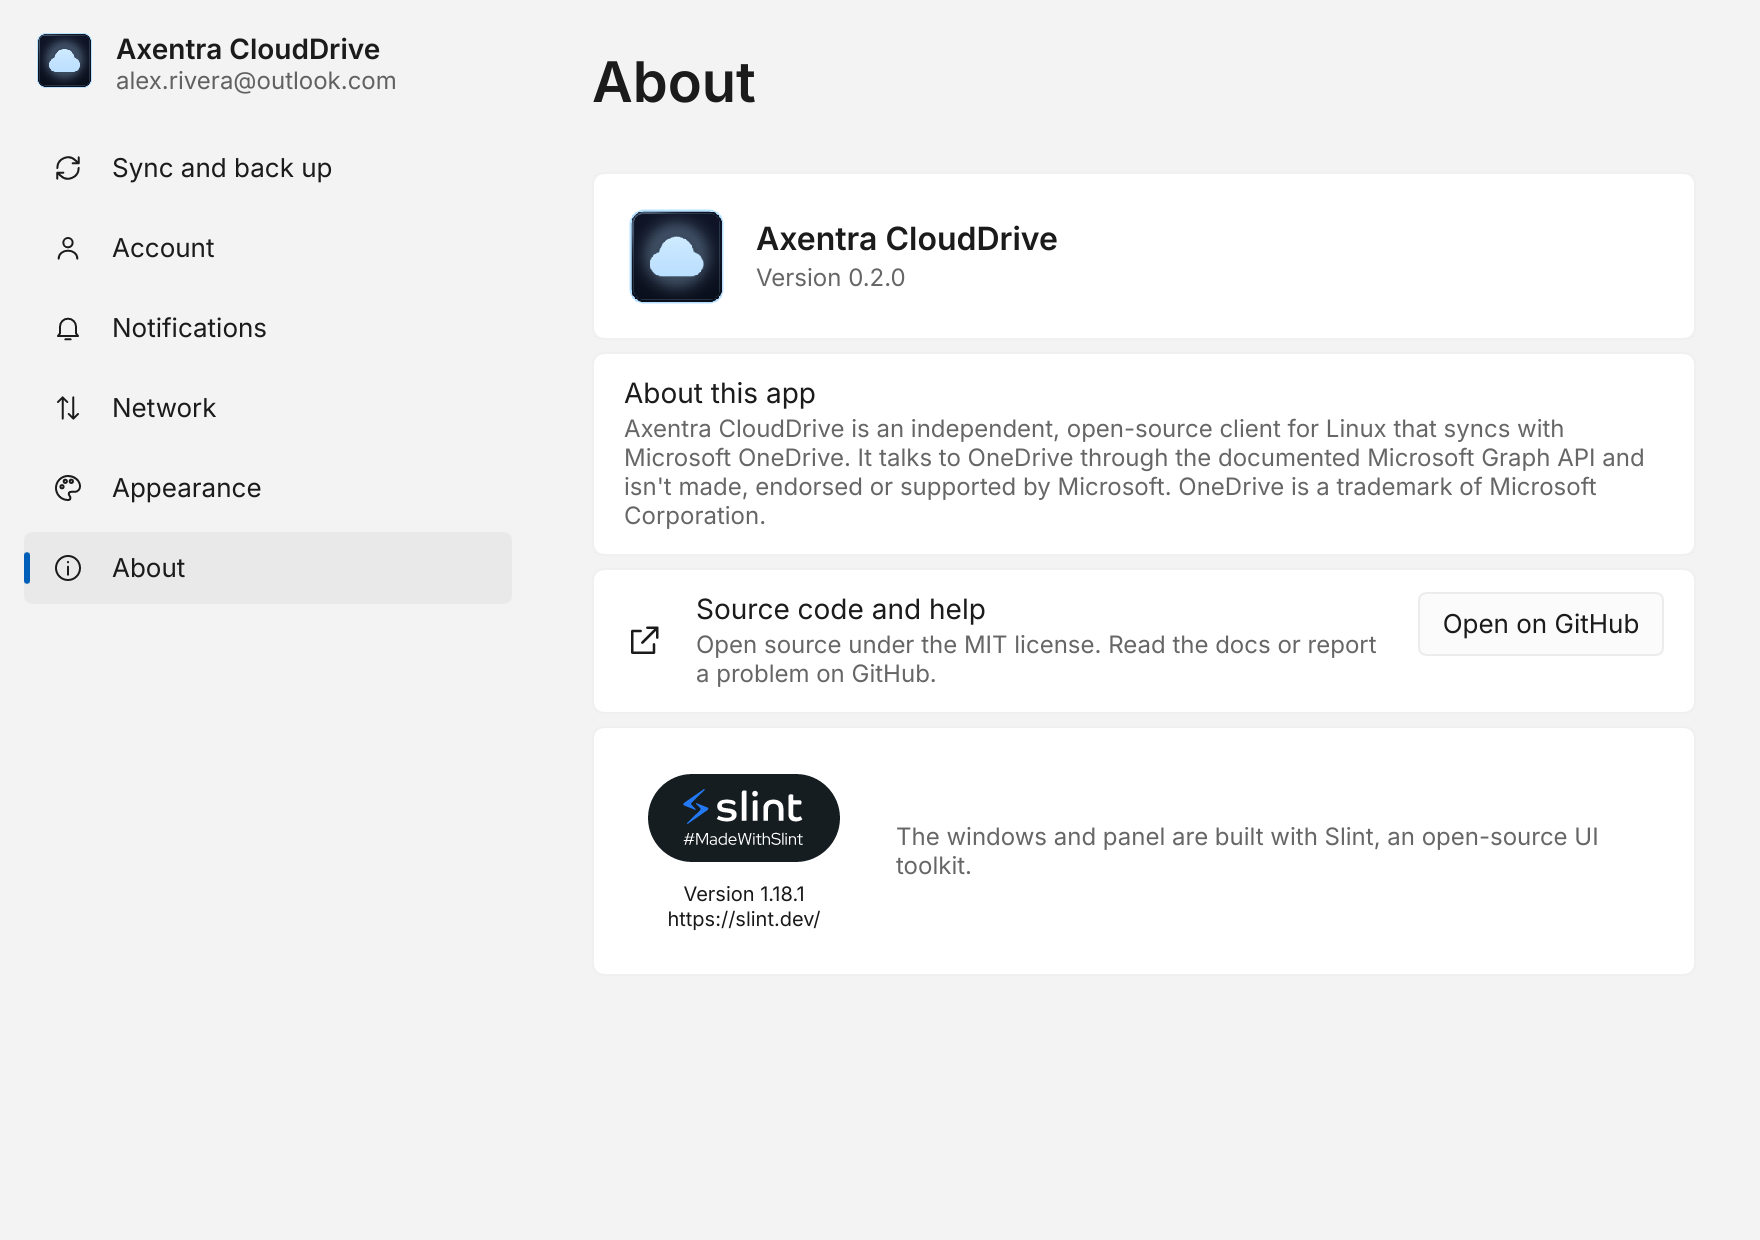 Axentra CloudDrive
alex.rivera@outlook.com
Sync and back up
Account
Notifications
Network
Appearance
About
About
Axentra CloudDrive
Version 0.2.0
About this app
Axentra CloudDrive is an independent, open-source client for Linux that syncs with
Microsoft OneDrive. It talks to OneDrive through the documented Microsoft Graph API and
isn't made, endorsed or supported by Microsoft. OneDrive is a trademark of Microsoft
Corporation.
Source code and help
Open source under the MIT license. Read the docs or report
a problem on GitHub.
Open on GitHub
slint
#MadeWithSlint
Version 1.18.1
https://slint.dev/
The windows and panel are built with Slint, an open-source UI
toolkit.